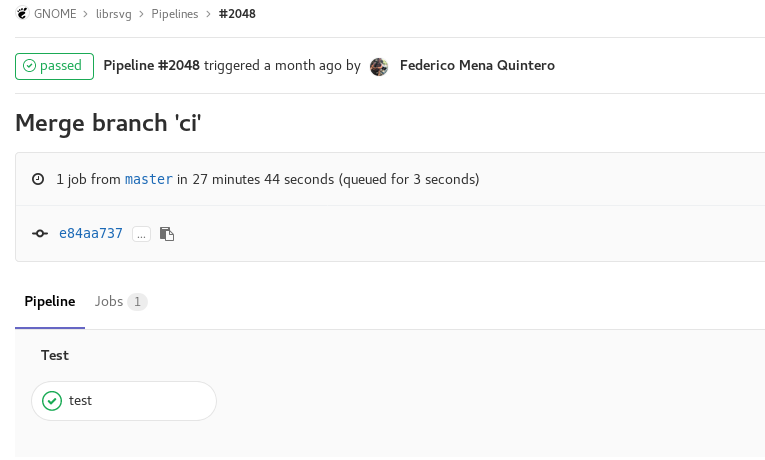 GNOME > librsvg > Pipelines > #2048
passed Pipeline #2048 triggered a month ago by Federico Mena Quintero
Merge branch 'ci'
1 job from master in 27 minutes 44 seconds (queued for 3 seconds)
e84aa737 ...
Pipeline Jobs 1
Test
test